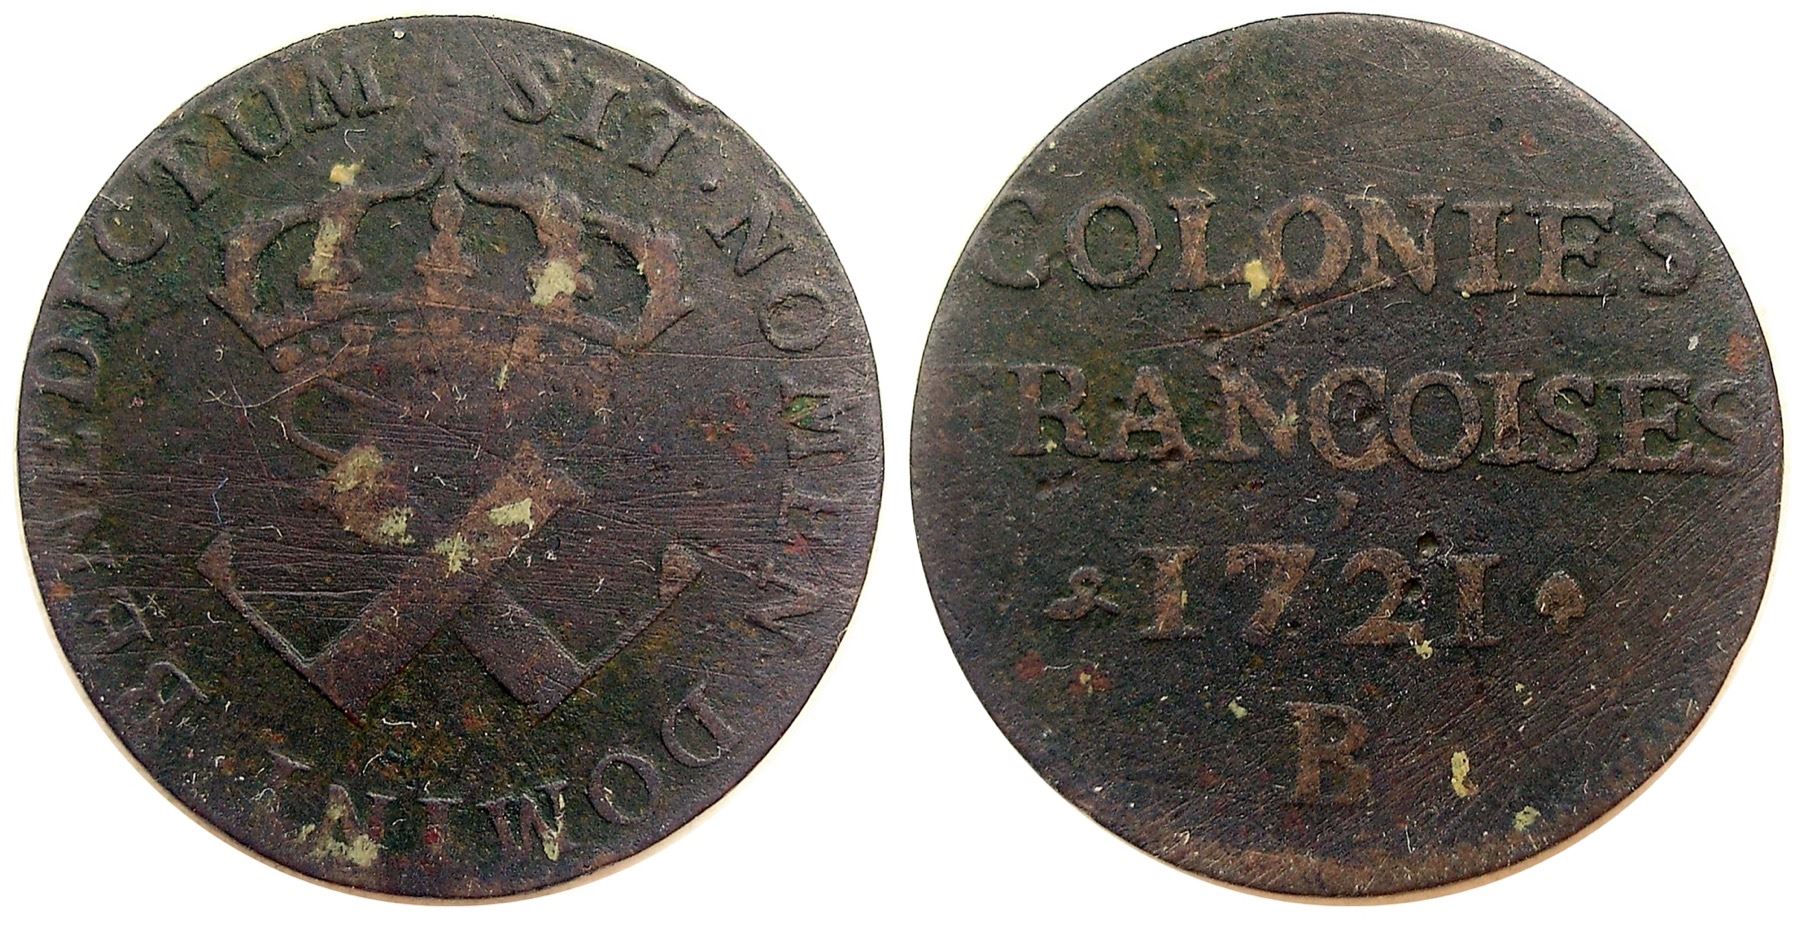 BENEDICTUM · SIT · NOMEN DOMINI
COLONIES
FRANCOISES
1721
B